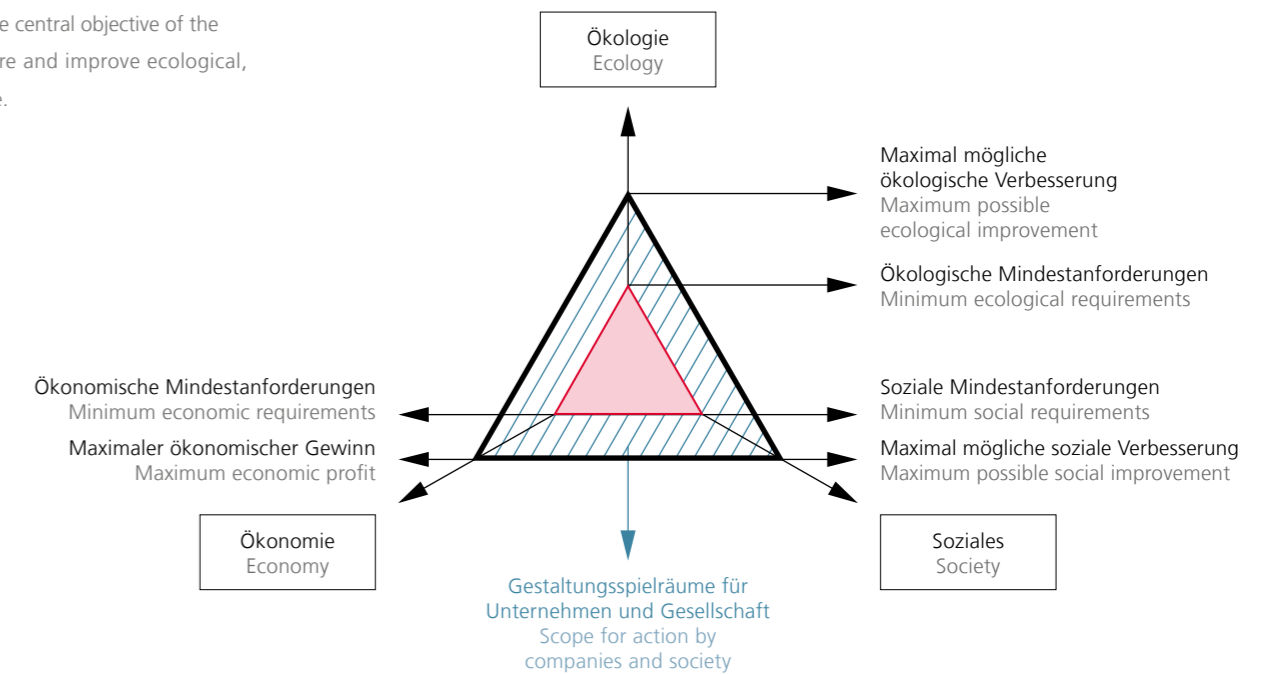 e central objective of the
re and improve ecological,
e.
Ökologie
Ecology
Maximal mögliche
ökologische Verbesserung
Maximum possible
ecological improvement
Ökologische Mindestanforderungen
Minimum ecological requirements
Ökonomische Mindestanforderungen
Minimum economic requirements
Maximaler ökonomischer Gewinn
Maximum economic profit
Soziale Mindestanforderungen
Minimum social requirements
Maximal mögliche soziale Verbesserung
Maximum possible social improvement
Ökonomie
Economy
Soziales
Society
Gestaltungsspielräume für
Unternehmen und Gesellschaft
Scope for action by
companies and society